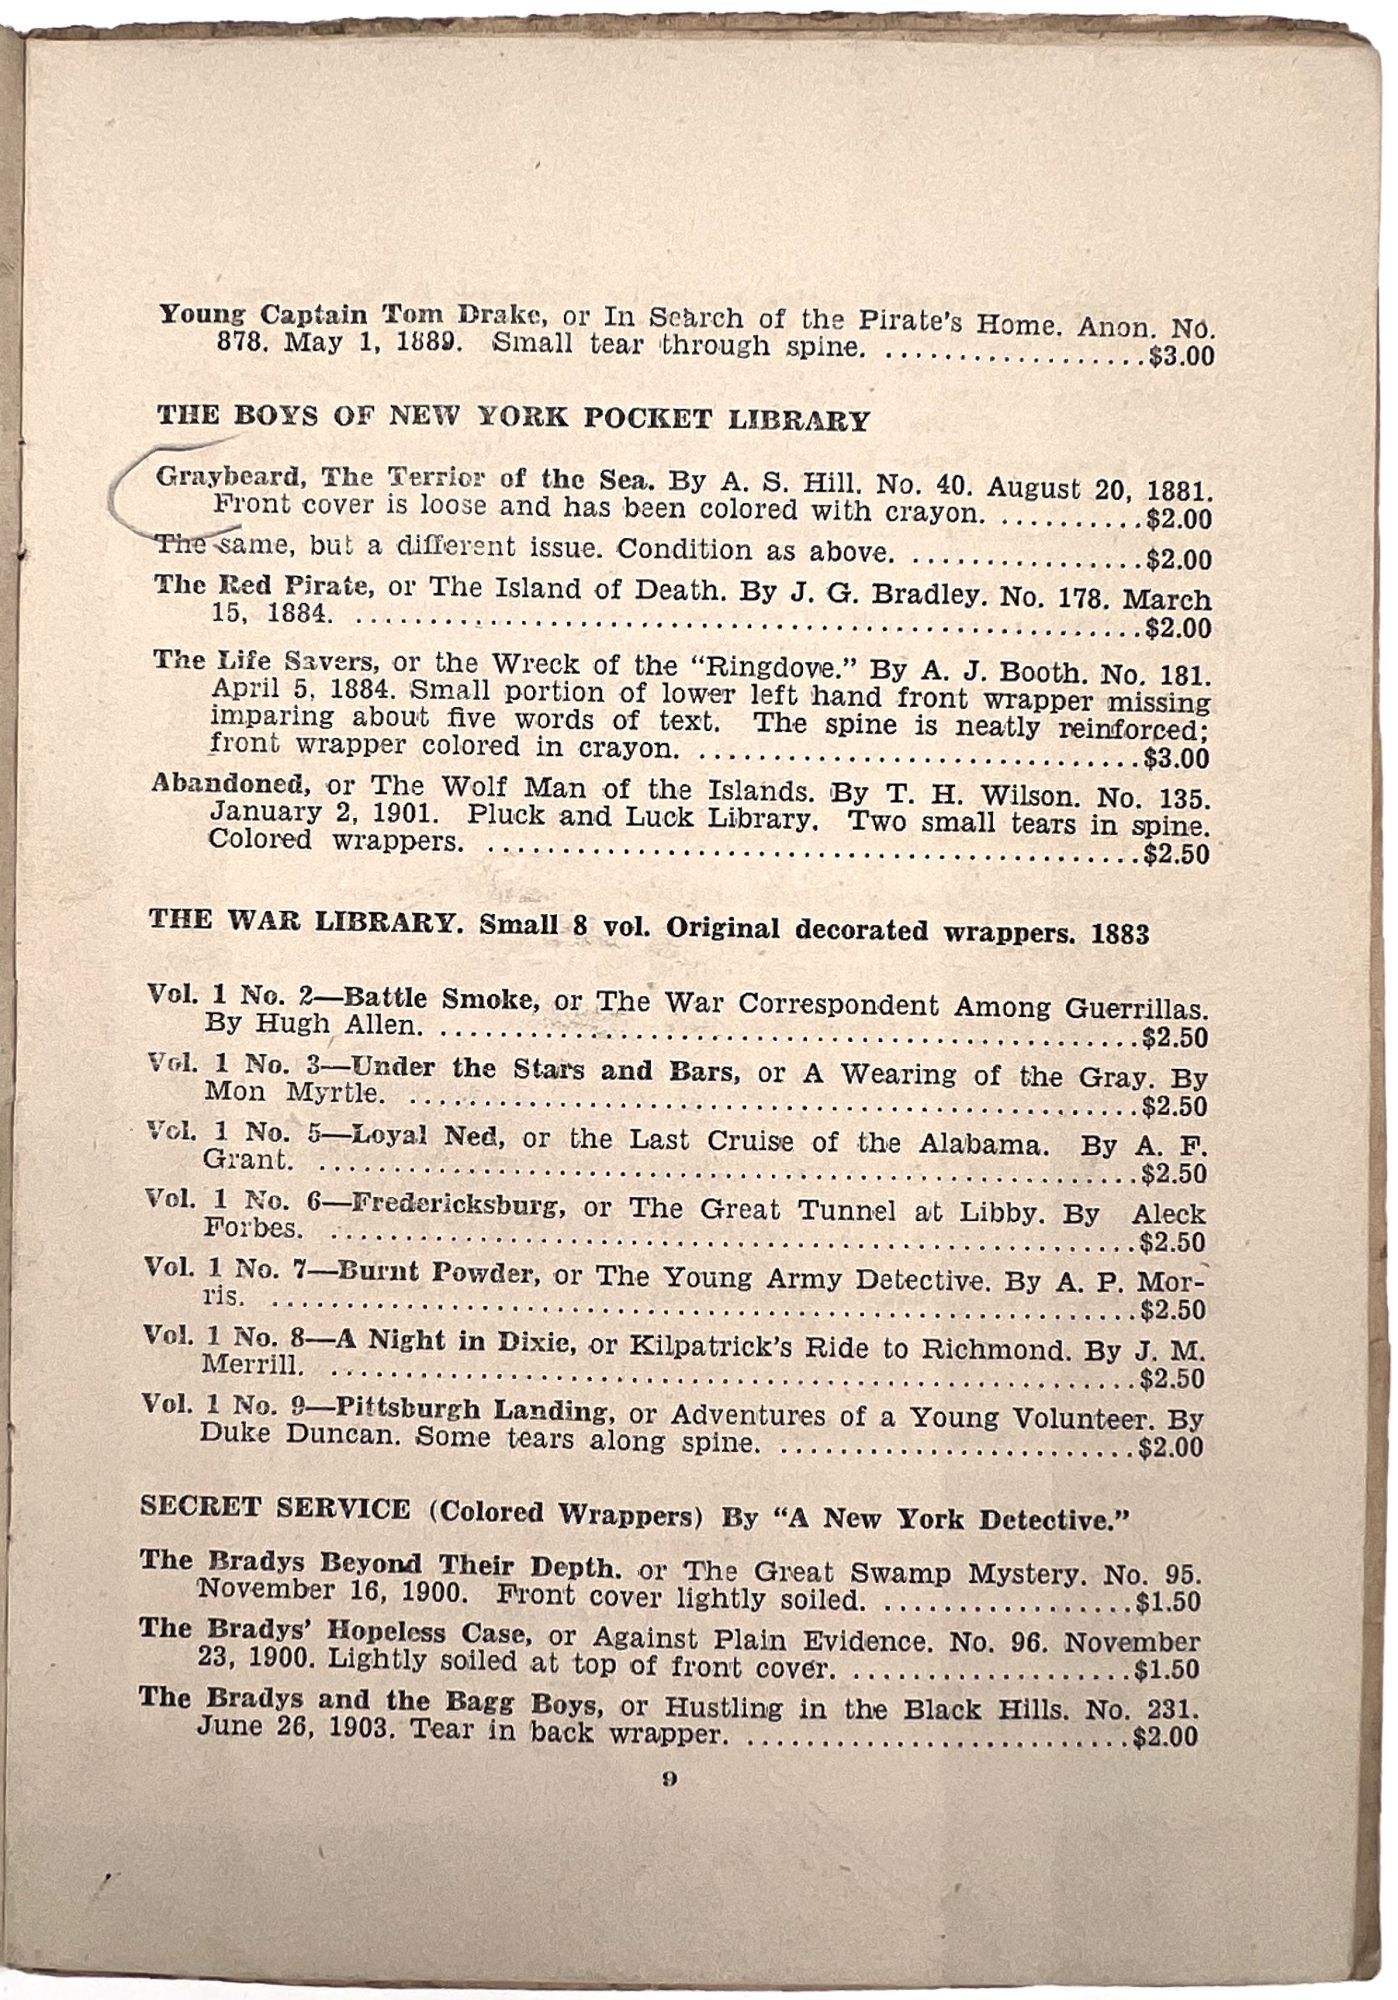 Young Captain Tom Drake, or In Search of the Pirate's Home. Anon. No.
878. May 1, 1889. Small tear through spine. ..................$3.00
THE BOYS OF NEW YORK POCKET LIBRARY
Graybeard, The Terrior of the Sea. By A. S. Hill. No. 40. August 20, 1881.
Front cover is loose and has been colored with crayon. ..........$2.00
The same, but a different issue. Condition as above. ................$2.00
The Red Pirate, or The Island of Death. By J. G. Bradley. No. 178. March
15, 1884. ......................................................$2.00
The Life Savers, or the Wreck of the "Ringdove." By A. J. Booth. No. 181.
April 5, 1884. Small portion of lower left hand front wrapper missing
imparing about five words of text. The spine is neatly reinforced;
front wrapper colored in crayon. ..............................$3.00
Abandoned, or The Wolf Man of the Islands. By T. H. Wilson. No. 135.
January 2, 1901. Pluck and Luck Library. Two small tears in spine.
Colored wrappers. ............................................$2.50
THE WAR LIBRARY. Small 8 vol. Original decorated wrappers. 1883
Vol. 1 No. 2—Battle Smoke, or The War Correspondent Among Guerrillas.
By Hugh Allen. ...............................................$2.50
Vol. 1 No. 3—Under the Stars and Bars, or A Wearing of the Gray. By
Mon Myrtle. .................................................$2.50
Vol. 1 No. 5—Loyal Ned, or the Last Cruise of the Alabama. By A. F.
Grant. .......................................................$2.50
Vol. 1 No. 6—Fredericksburg, or The Great Tunnel at Libby. By Aleck
Forbes. ......................................................$2.50
Vol. 1 No. 7—Burnt Powder, or The Young Army Detective. By A. P. Mor-
ris. ..........................................................$2.50
Vol. 1 No. 8—A Night in Dixie, or Kilpatrick's Ride to Richmond. By J. M.
Merrill. ......................................................$2.50
Vol. 1 No. 9—Pittsburgh Landing, or Adventures of a Young Volunteer. By
Duke Duncan. Some tears along spine. ........................$2.00
SECRET SERVICE (Colored Wrappers) By "A New York Detective."
The Bradys Beyond Their Depth. or The Great Swamp Mystery. No. 95.
November 16, 1900. Front cover lightly soiled. .................$1.50
The Bradys' Hopeless Case, or Against Plain Evidence. No. 96. November
23, 1900. Lightly soiled at top of front cover. ...................$1.50
The Bradys and the Bagg Boys, or Hustling in the Black Hills. No. 231.
June 26, 1903. Tear in back wrapper. ..........................$2.00
9